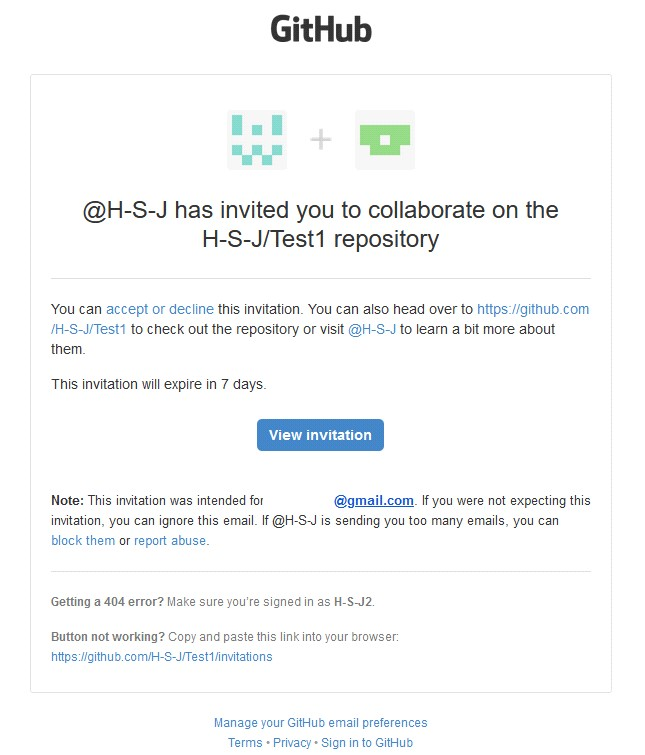 GitHub
@H-S-J has invited you to collaborate on the
H-S-J/Test1 repository
You can accept or decline this invitation. You can also head over to https://github.com
/H-S-J/Test1 to check out the repository or visit @H-S-J to learn a bit more about
them.
This invitation will expire in 7 days.
View invitation
Note: This invitation was intended for @gmail.com. If you were not expecting this
invitation, you can ignore this email. If @H-S-J is sending you too many emails, you can
block them or report abuse.
Getting a 404 error? Make sure you're signed in as H-S-J2.
Button not working? Copy and paste this link into your browser:
https://github.com/H-S-J/Test1/invitations
Manage your GitHub email preferences
Terms • Privacy • Sign in to GitHub